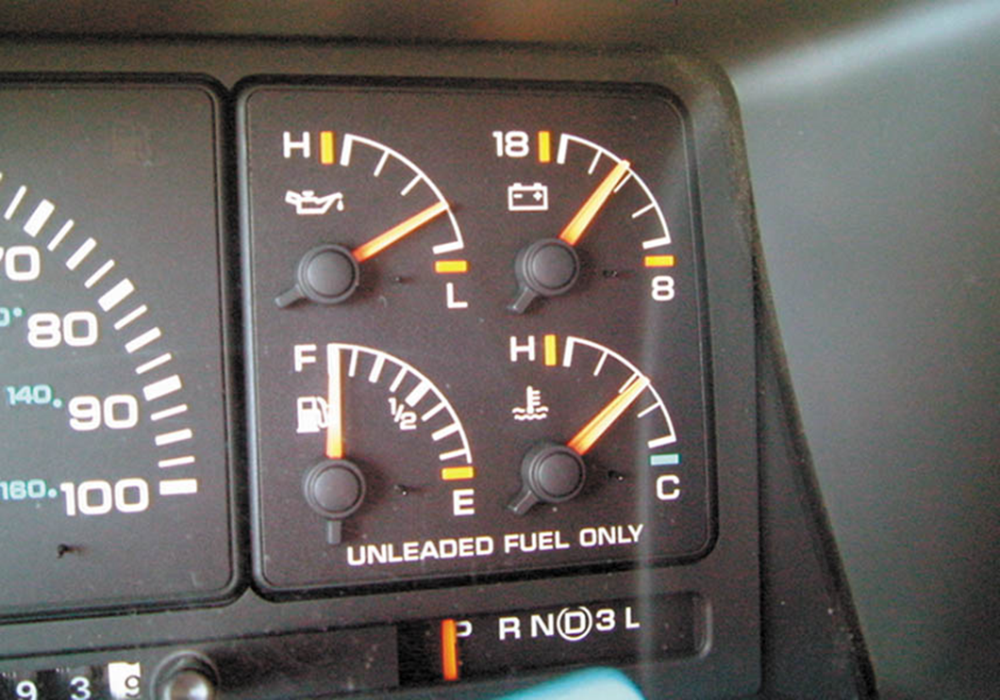 H
18
L
8
70
80
140.
90
160.
100
F
1/2
E
H
C
UNLEADED FUEL ONLY
P R N D 3 L
9 3 9